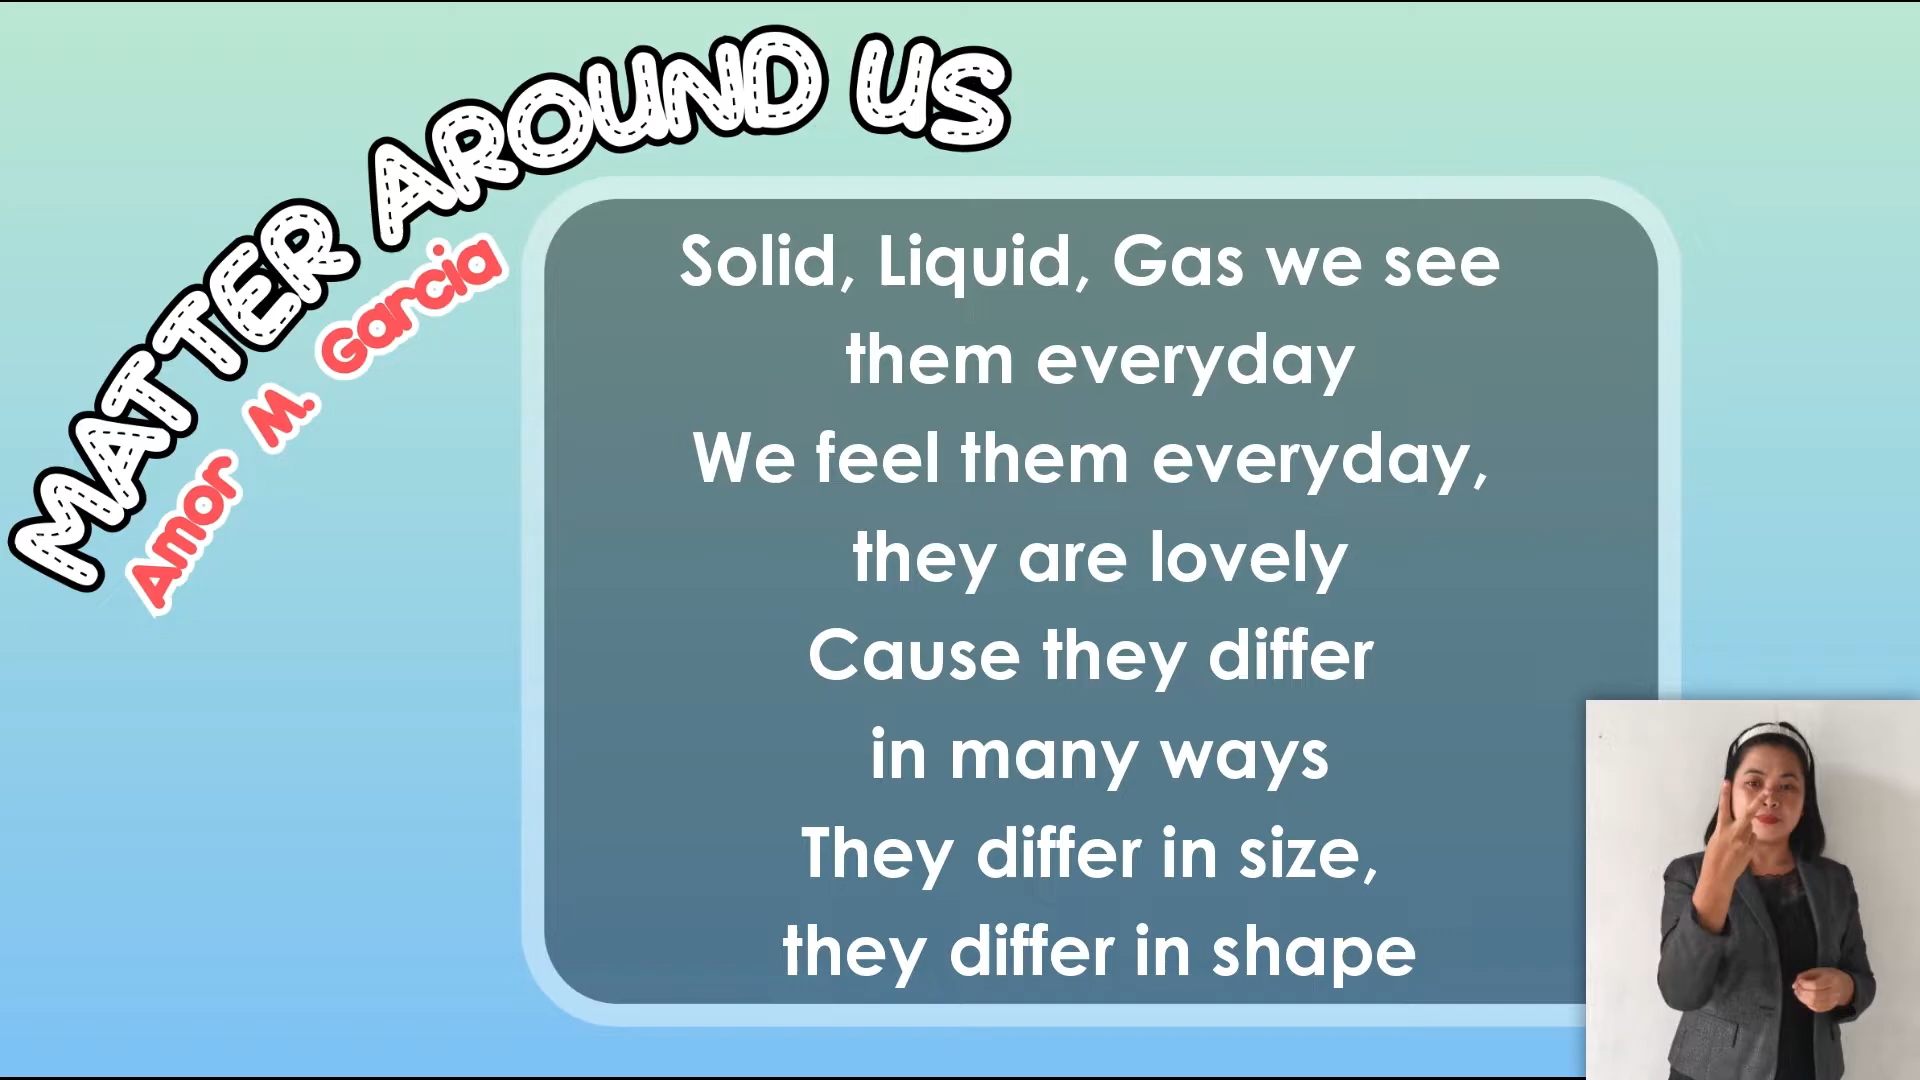 MATTER AROUND US
Amor M. Garcia
Solid, Liquid, Gas we see
them everyday
We feel them everyday,
they are lovely
Cause they differ
in many ways
They differ in size,
they differ in shape